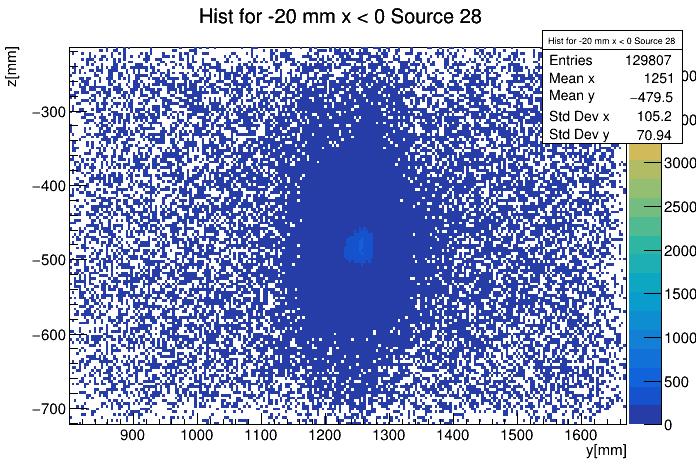 Hist for -20 mm x < 0 Source 28
Hist for -20 mm x < 0 Source 28
Entries 129807
Mean x 1251
Mean y −479.5
Std Dev x 105.2
Std Dev y 70.94
z[mm]
−300
−400
−500
−600
−700
900 1000 1100 1200 1300 1400 1500 1600
y[mm]
3000
2500
2000
1500
1000
500
0